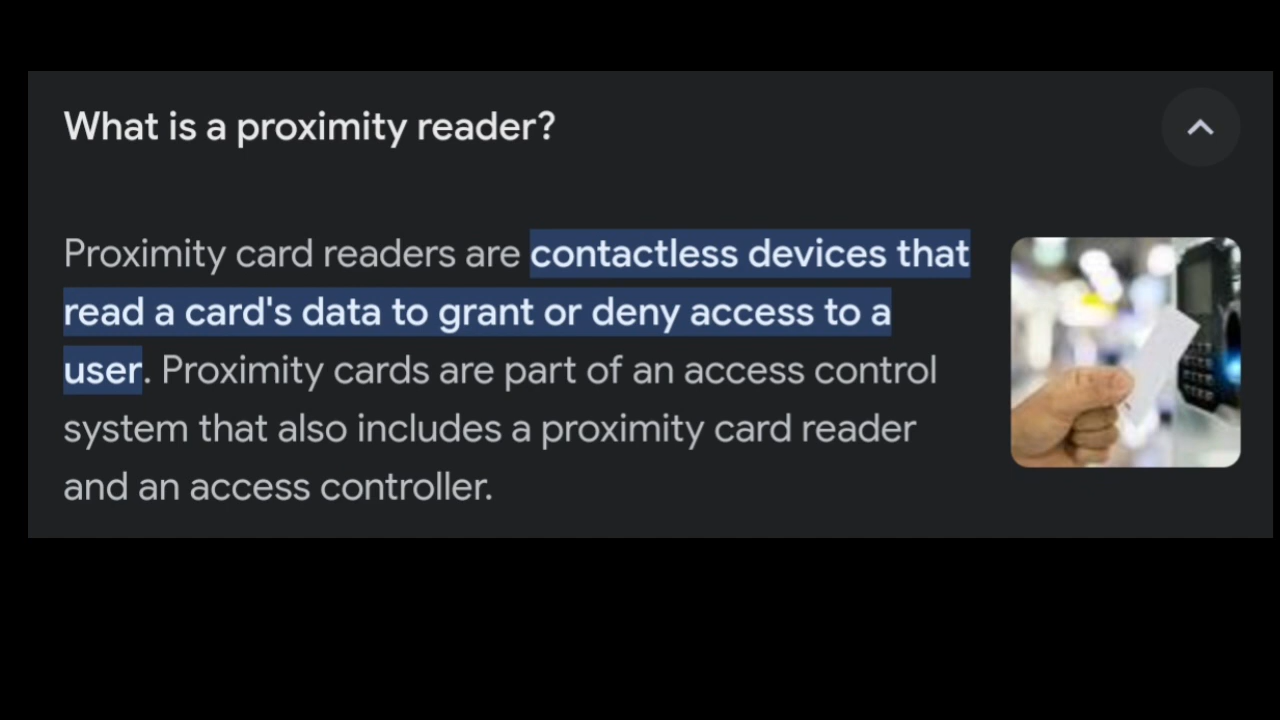 What is a proximity reader?
Proximity card readers are contactless devices that
read a card's data to grant or deny access to a
user. Proximity cards are part of an access control
system that also includes a proximity card reader
and an access controller.